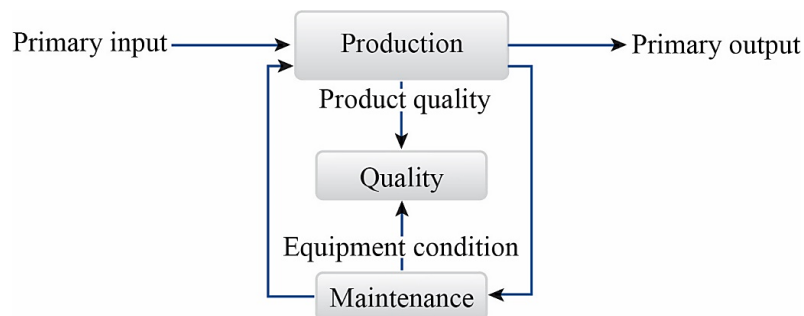 Primary input
Production
Primary output
Product quality
Quality
Equipment condition
Maintenance